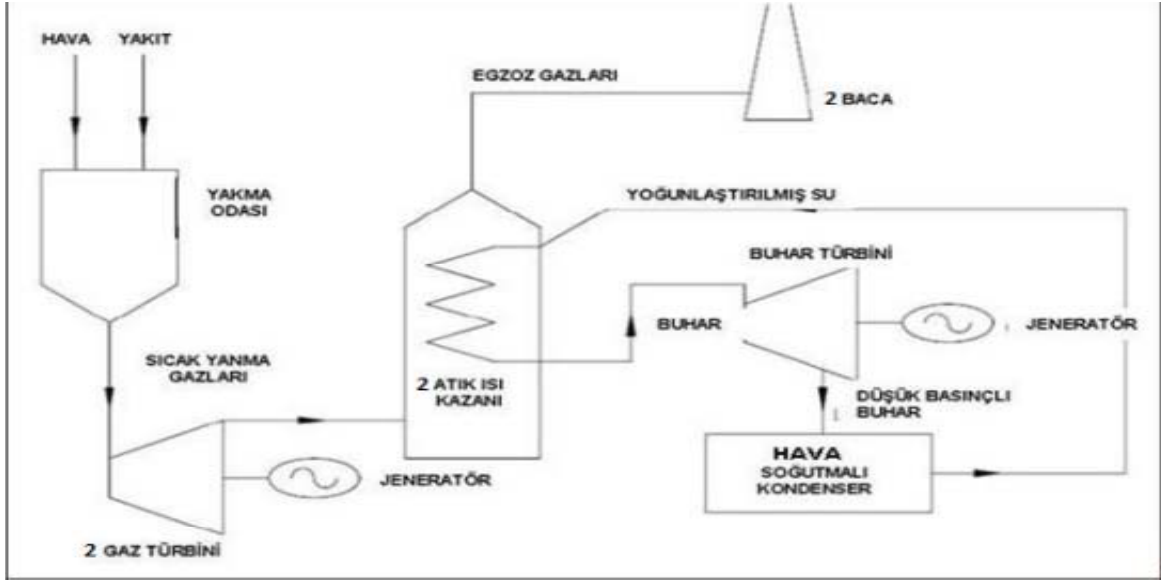 HAVA YAKIT
EGZOZ GAZLARI
2 BACA
YAKMA
ODASI
YOĞUNLAŞTIRILMIŞ SU
BUHAR TÜRBİNİ
BUHAR
JENERATÖR
SICAK YANMA
GAZLARI
2 ATIK ISI
KAZANI
DÜŞÜK BASINÇLI
BUHAR
HAVA
SOĞUTMALI
KONDENSER
JENERATÖR
2 GAZ TÜRBİNİ